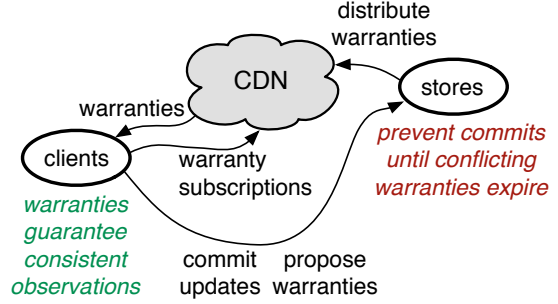 distribute
warranties
CDN
stores
warranties
clients
warranty
subscriptions
prevent commits
until conflicting
warranties expire
warranties
guarantee
consistent
observations
commit
updates
propose
warranties